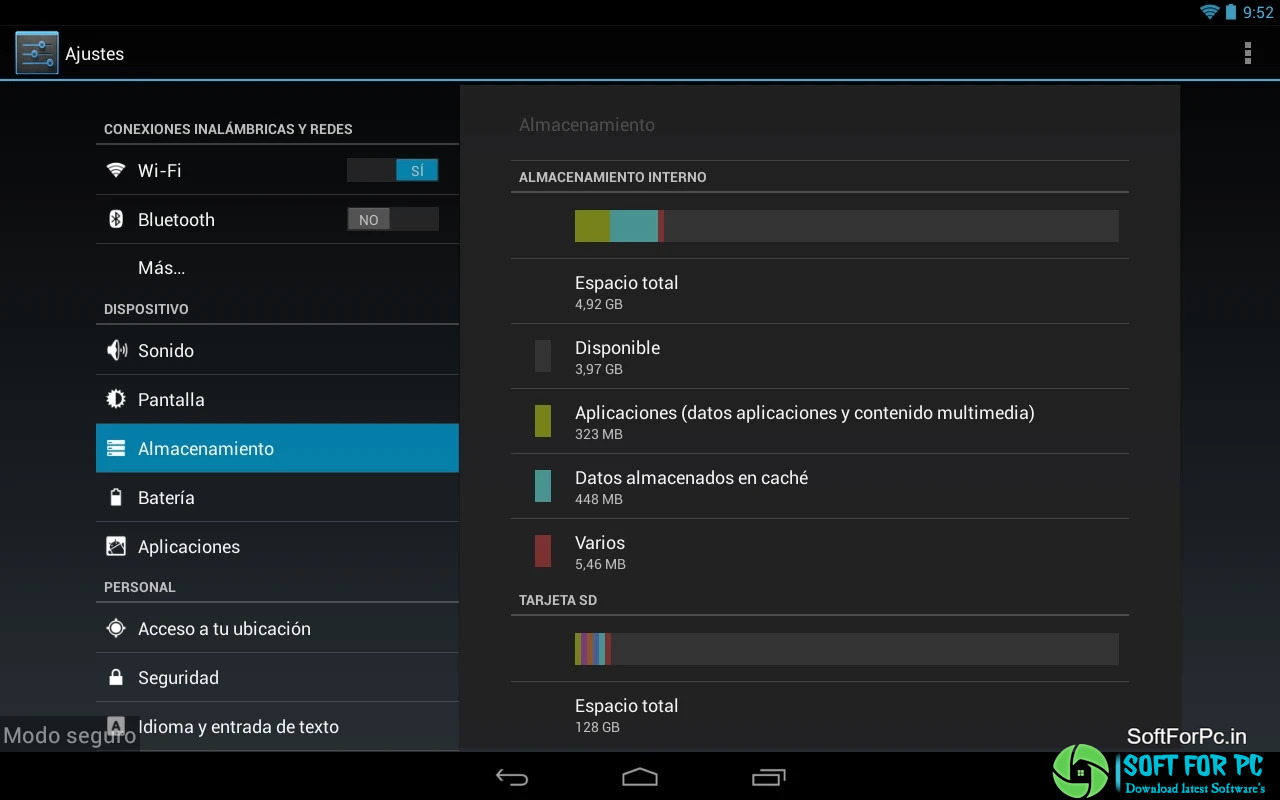 9:52
Ajustes
CONEXIONES INALÁMBRICAS Y REDES
Wi-Fi
SÍ
Bluetooth
NO
Más...
DISPOSITIVO
Sonido
Pantalla
Almacenamiento
Batería
Aplicaciones
PERSONAL
Acceso a tu ubicación
Seguridad
A
Idioma y entrada de texto
Modo seguro
Almacenamiento
ALMACENAMIENTO INTERNO
Espacio total
4,92 GB
Disponible
3,97 GB
Aplicaciones (datos aplicaciones y contenido multimedia)
323 MB
Datos almacenados en caché
448 MB
Varios
5,46 MB
TARJETA SD
Espacio total
128 GB
SoftForPc.in
SOFT FOR PC
Download latest Software's